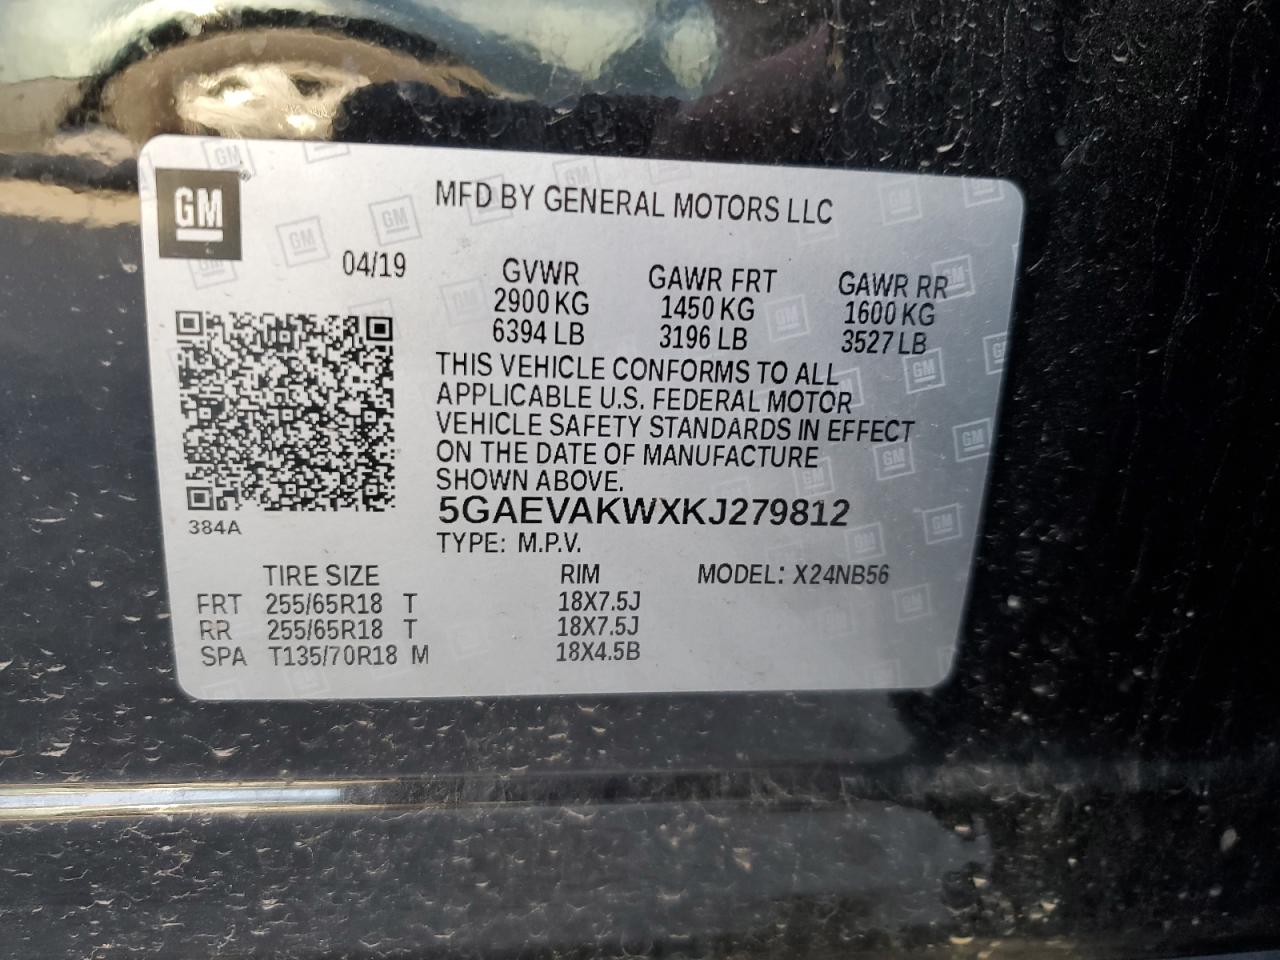 GM
MFD BY GENERAL MOTORS LLC
04/19
GVWR GAWR FRT GAWR RR
2900 KG 1450 KG 1600 KG
6394 LB 3196 LB 3527 LB
THIS VEHICLE CONFORMS TO ALL
APPLICABLE U.S. FEDERAL MOTOR
VEHICLE SAFETY STANDARDS IN EFFECT
ON THE DATE OF MANUFACTURE
SHOWN ABOVE.
5GAEVAKWXKJ279812
384A
TYPE: M.P.V.
TIRE SIZE RIM MODEL: X24NB56
FRT 255/65R18 T 18X7.5J
RR 255/65R18 T 18X7.5J
SPA T135/70R18 M 18X4.5B